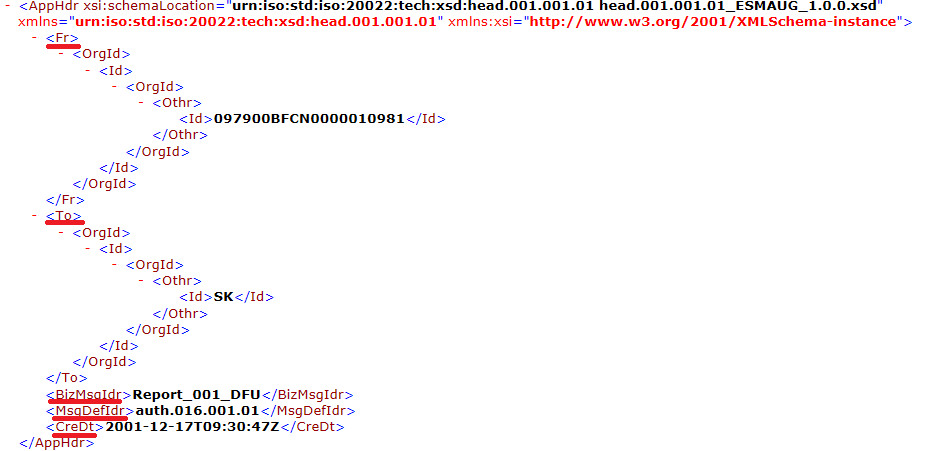 - <AppHdr xsi:schemaLocation="urn:iso:std:iso:20022:tech:xsd:head.001.001.01 head.001.001.01_ESMAUG_1.0.0.xsd"
xmlns="urn:iso:std:iso:20022:tech:xsd:head.001.001.01" xmlns:xsi="http://www.w3.org/2001/XMLSchema-instance">
- <Fr>
- <OrgId>
- <Id>
- <OrgId>
- <Othr>
<Id>097900BFCN0000010981</Id>
</Othr>
</OrgId>
</Id>
</OrgId>
</Fr>
- <To>
- <OrgId>
- <Id>
- <OrgId>
- <Othr>
<Id>SK</Id>
</Othr>
</OrgId>
</Id>
</OrgId>
</To>
<BizMsgIdr>Report_001_DFU</BizMsgIdr>
<MsgDefIdr>auth.016.001.01</MsgDefIdr>
<CreDt>2001-12-17T09:30:47Z</CreDt>
</AppHdr>